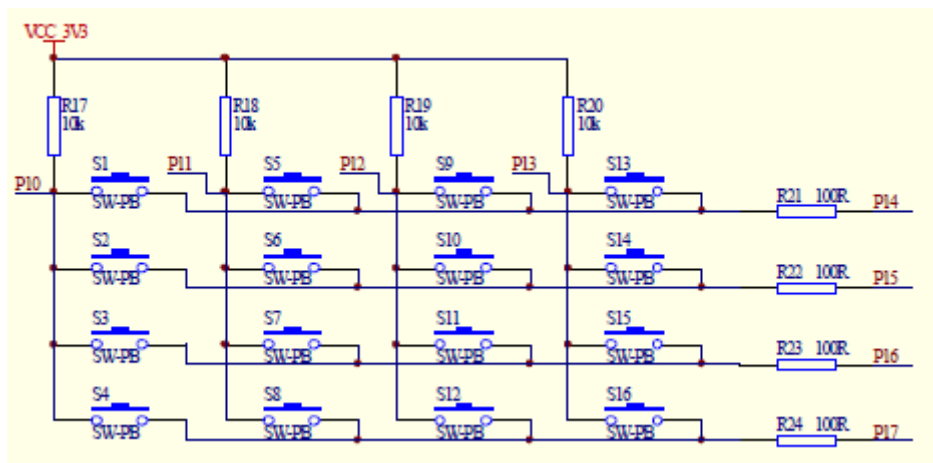 VCC 3V3
R17 R18 R19 R20
10k 10k 10k 10k
P10 S1 P11 S5 P12 S9 P13 S13
SW-PB SW-PB SW-PB SW-PB
R21 100R P14
S2 S6 S10 S14
SW-PB SW-PB SW-PB SW-PB
R22 100R P15
S3 S7 S11 S15
SW-PB SW-PB SW-PB SW-PB
R23 100R P16
S4 S8 S12 S16
SW-PB SW-PB SW-PB SW-PB
R24 100R P17